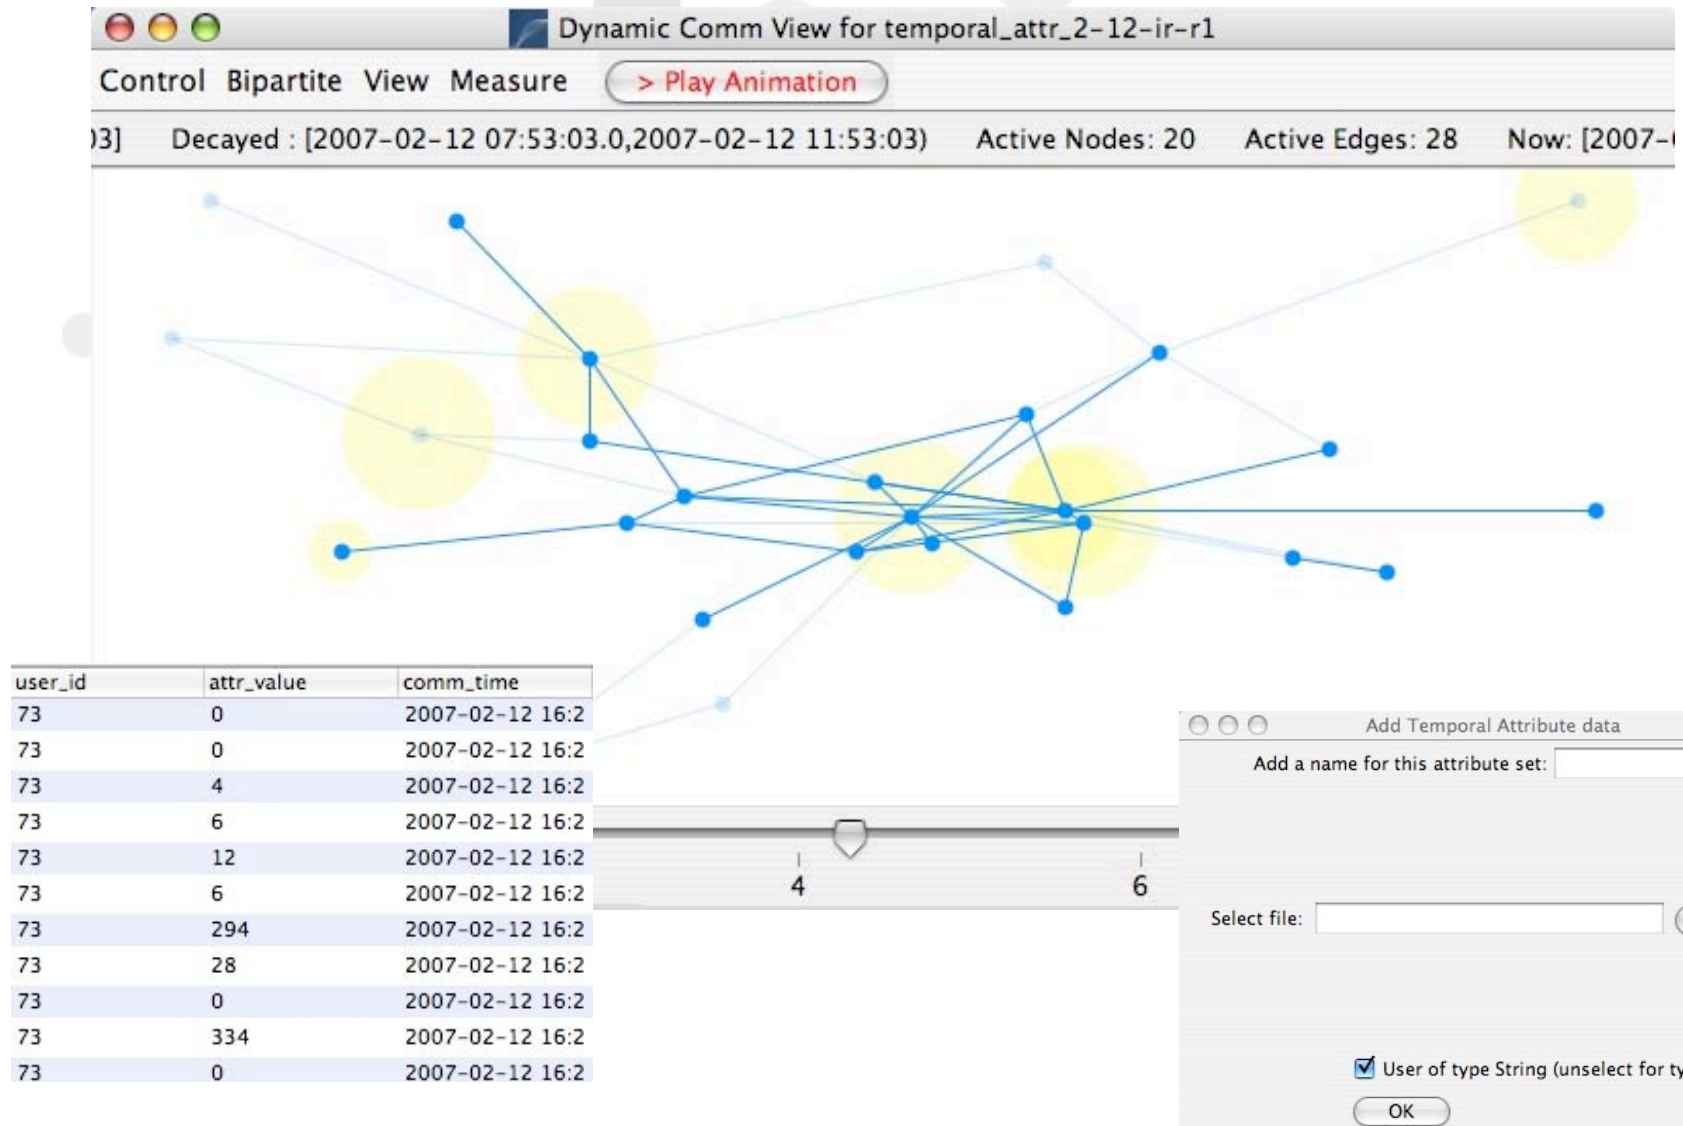 Dynamic Comm View for temporal_attr_2-12-ir-r1
Control Bipartite View Measure > Play Animation
03] Decayed : [2007-02-12 07:53:03.0,2007-02-12 11:53:03) Active Nodes: 20 Active Edges: 28 Now: [2007-
user_id attr_value comm_time
73 0 2007-02-12 16:2
73 0 2007-02-12 16:2
73 4 2007-02-12 16:2
73 6 2007-02-12 16:2
73 12 2007-02-12 16:2
73 6 2007-02-12 16:2
73 294 2007-02-12 16:2
73 28 2007-02-12 16:2
73 0 2007-02-12 16:2
73 334 2007-02-12 16:2
73 0 2007-02-12 16:2
4 6
Add Temporal Attribute data
Add a name for this attribute set:
Select file:
User of type String (unselect for ty
OK